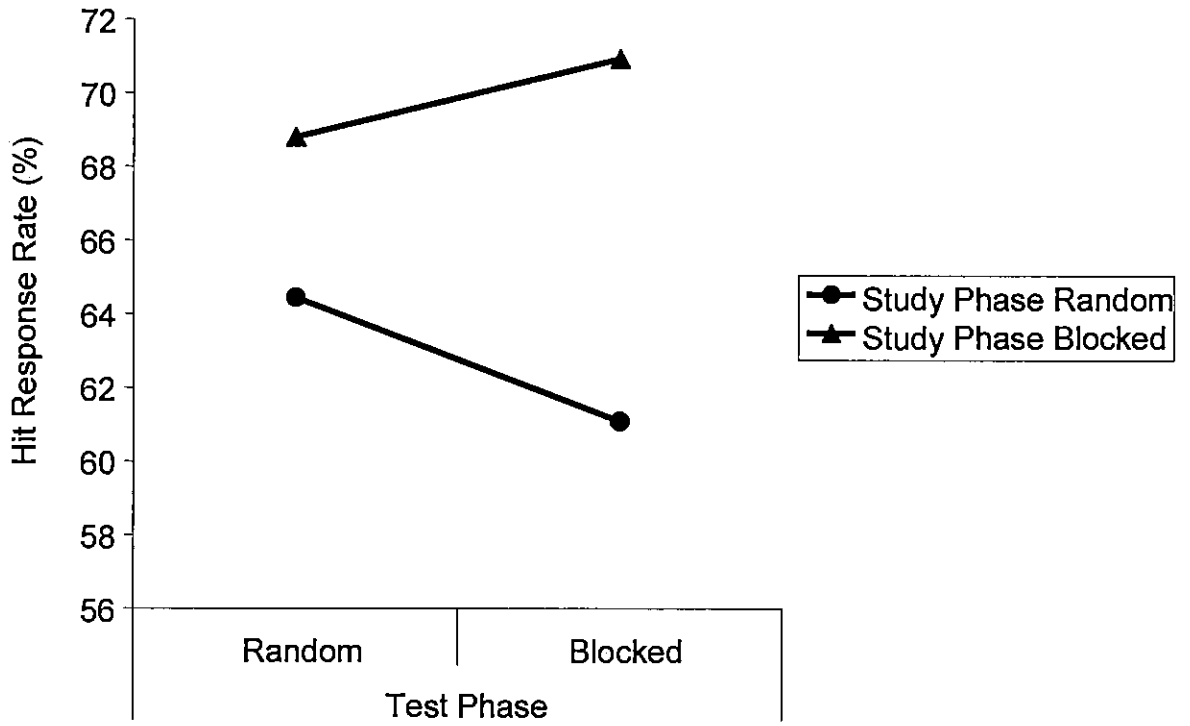 72
70
68
66
64
62
60
58
56
Hit Response Rate (%)
Random
Blocked
Test Phase
Study Phase Random
Study Phase Blocked